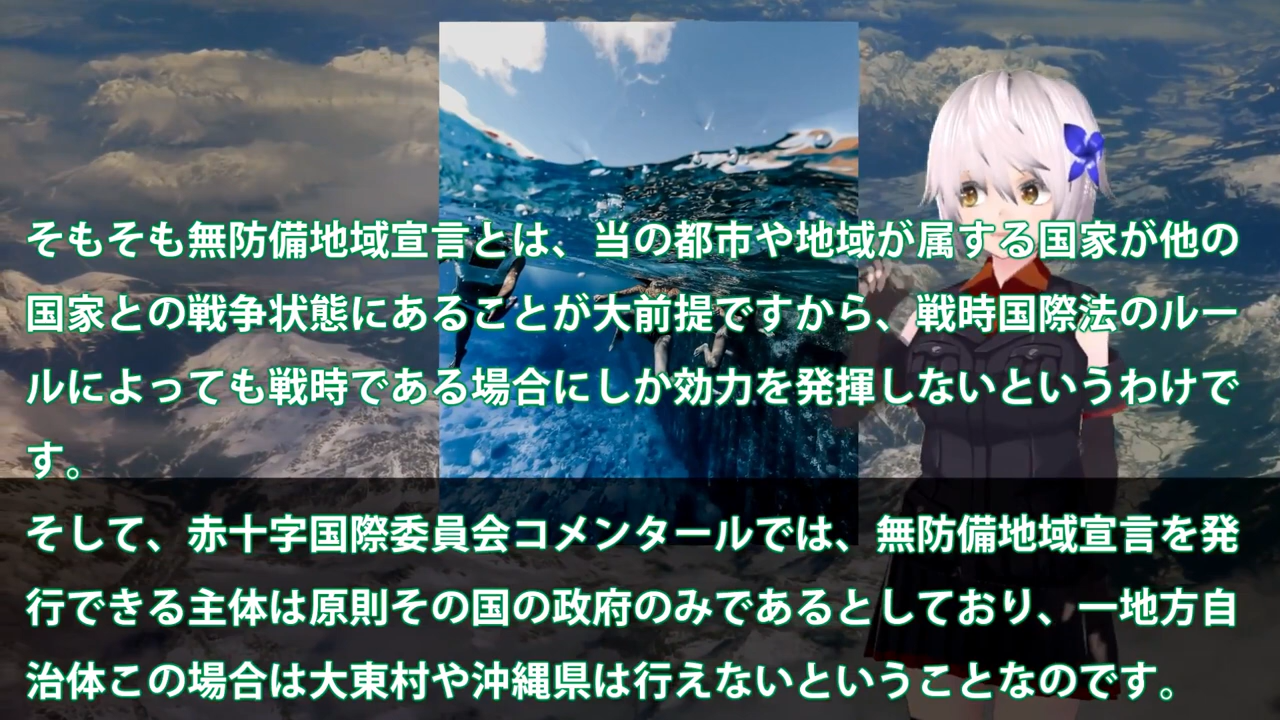 そもそも無防備地域宣言とは、当の都市や地域が属する国家が他の
国家との戦争状態にあることが大前提ですから、戦時国際法のルー
ルによっても戦時である場合にしか効力を発揮しないというわけで
す。
そして、赤十字国際委員会コメンタールでは、無防備地域宣言を発
行できる主体は原則その国の政府のみであるとしており、一地方自
治体この場合は大東村や沖縄県は行えないということなのです。